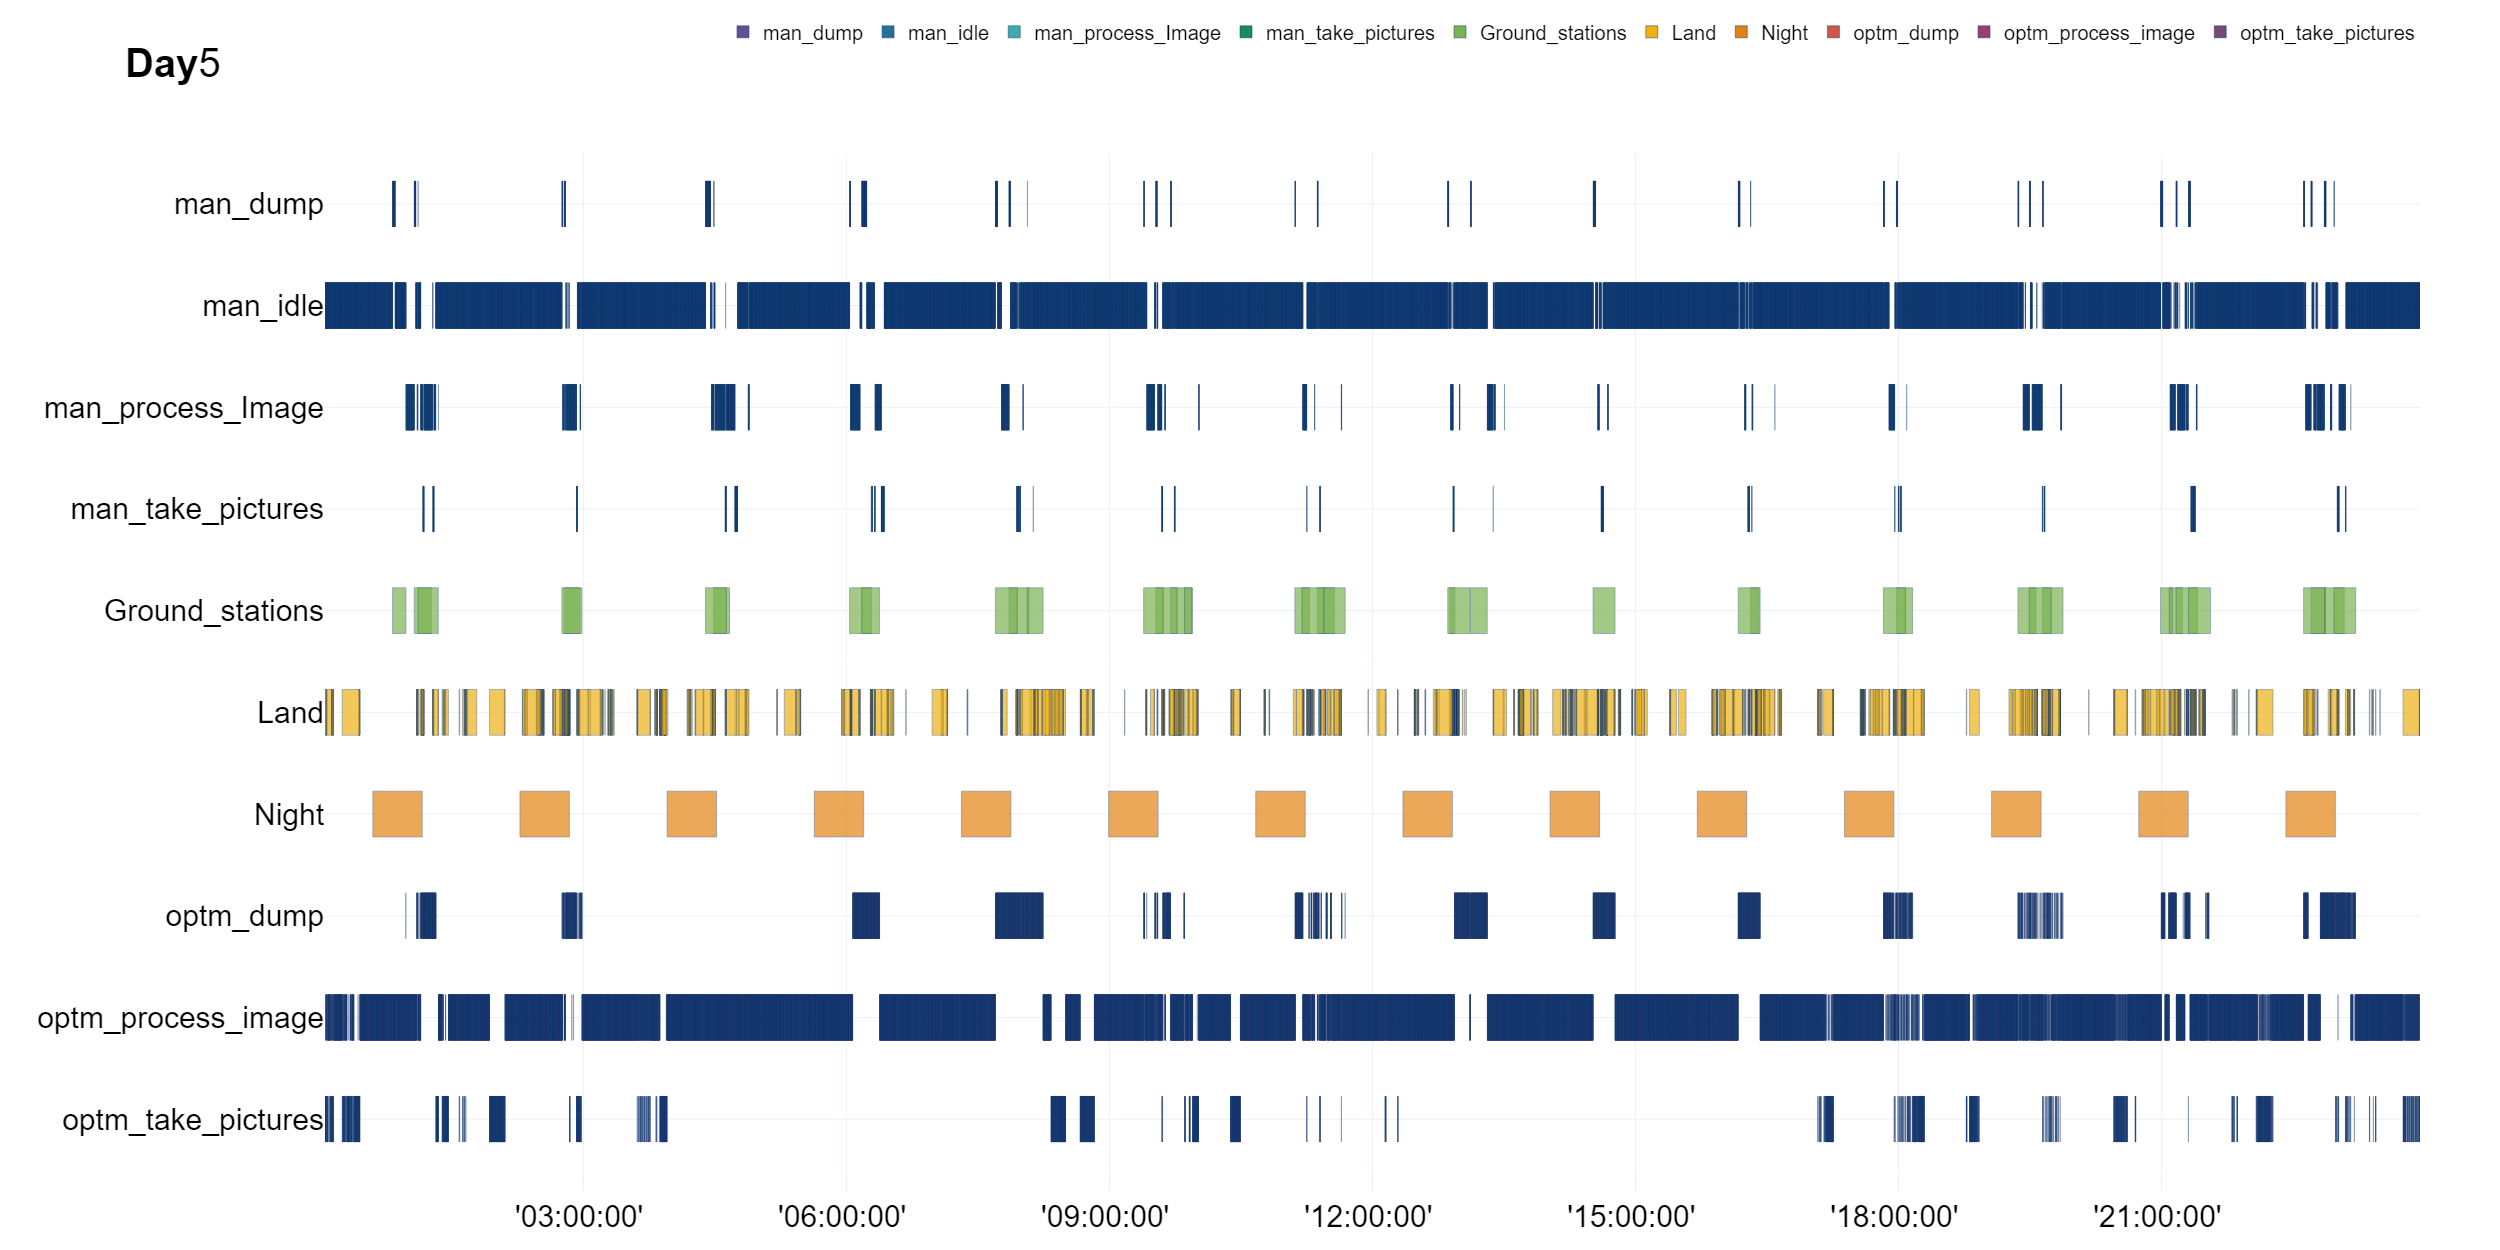 man_dump man_idle man_process_Image man_take_pictures Ground_stations Land Night optm_dump optm_process_image optm_take_pictures
Day5
man_dump
man_idle
man_process_Image
man_take_pictures
Ground_stations
Land
Night
optm_dump
optm_process_image
optm_take_pictures
'03:00:00' '06:00:00' '09:00:00' '12:00:00' '15:00:00' '18:00:00' '21:00:00'